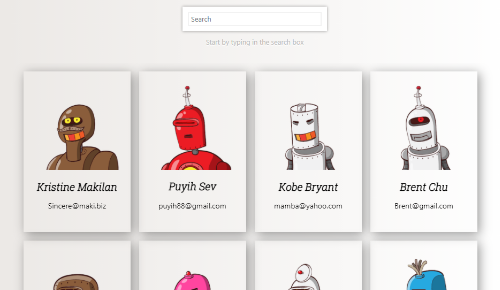 Search
Start by typing in the search box
Kristine Makilan
Sincere@maki.biz
Puyih Sev
puyih88@gmail.com
Kobe Bryant
mamba@yahoo.com
Brent Chu
Brent@gmail.com